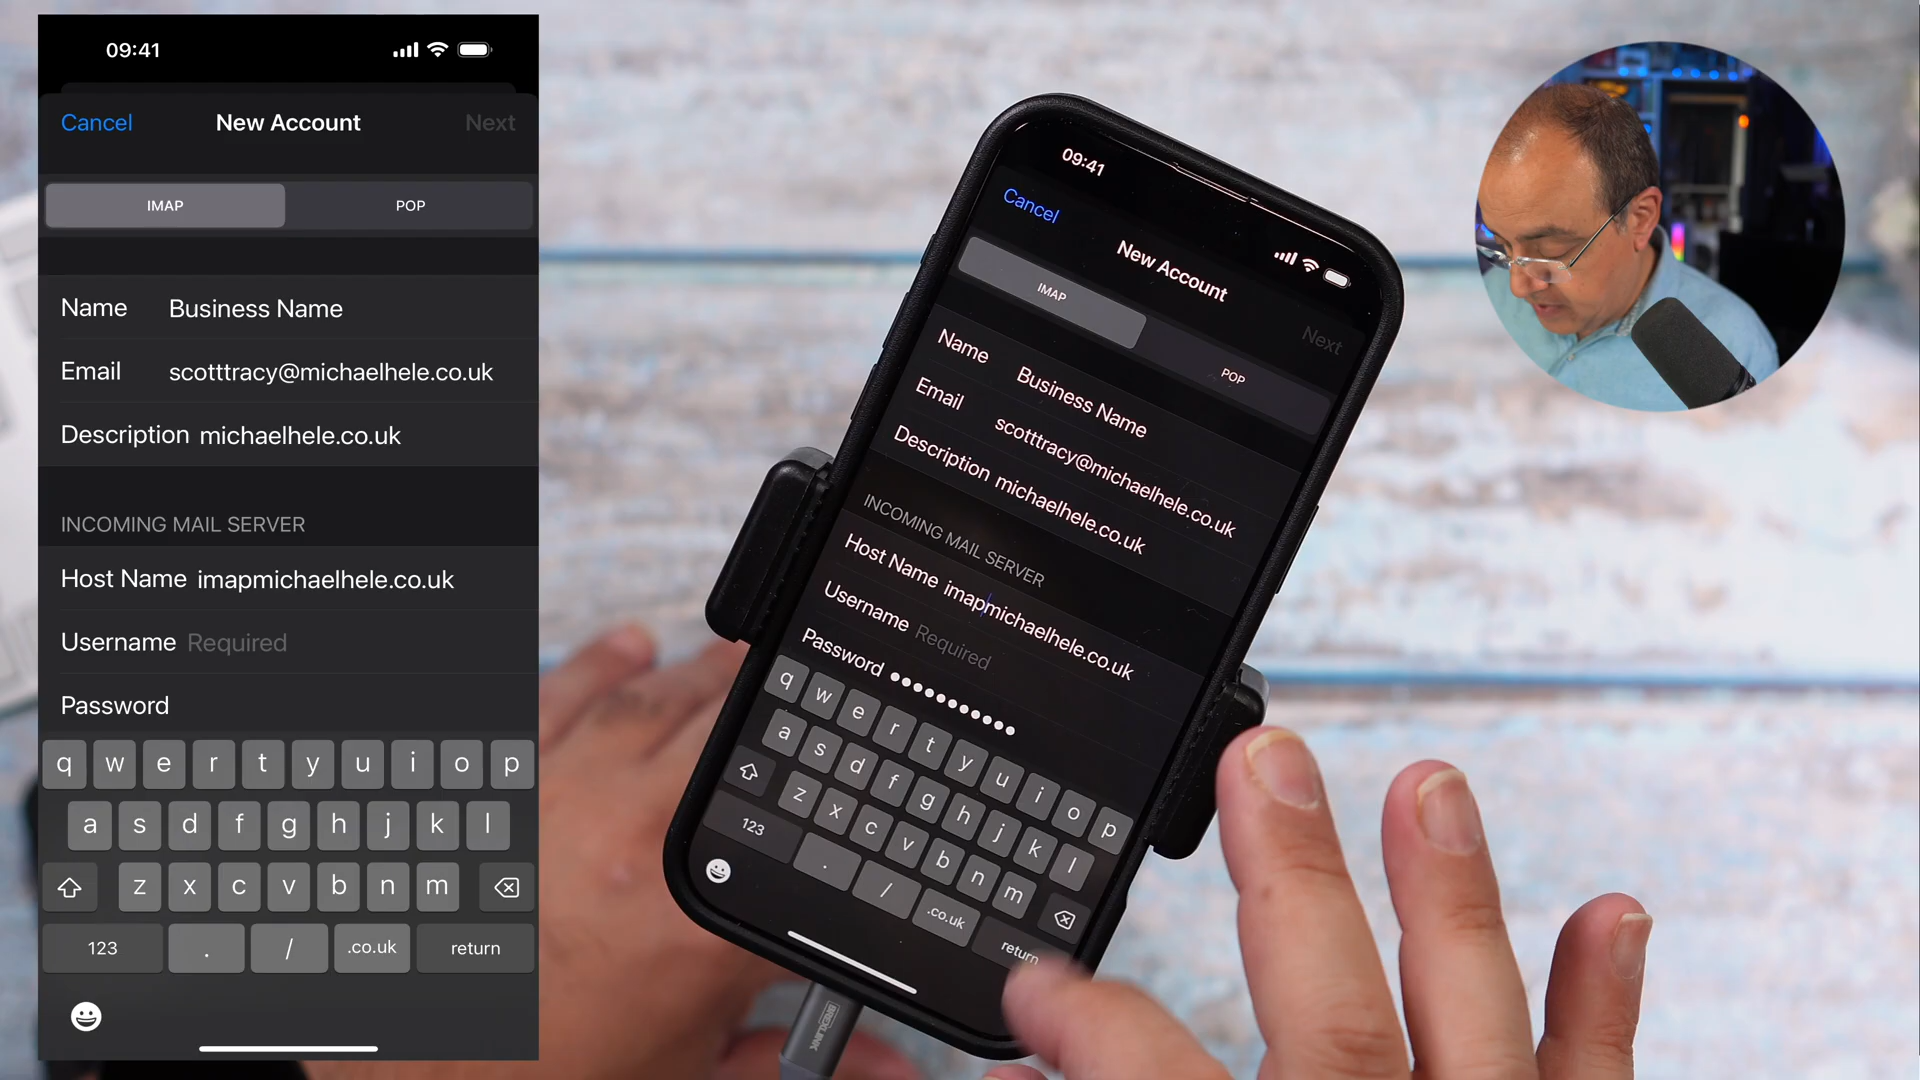 09:41
Cancel New Account Next
IMAP POP
Name Business Name
Email scotttracy@michaelhele.co.uk
Description michaelhele.co.uk
INCOMING MAIL SERVER
Host Name imapmichaelhele.co.uk
Username Required
Password
q w e r t y u i o p
a s d f g h j k l
z x c v b n m
123 . / .co.uk return
09:41
Cancel
New Account
Next
IMAP
POP
Name Business Name
Email scotttracy@michaelhele.co.uk
Description michaelhele.co.uk
INCOMING MAIL SERVER
Host Name imapmichaelhele.co.uk
Username Required
Password ●●●●●●●●●●●
q w e r t y u i o p
a s d f g h j k l
z x c v b n m
123 . / .co.uk return